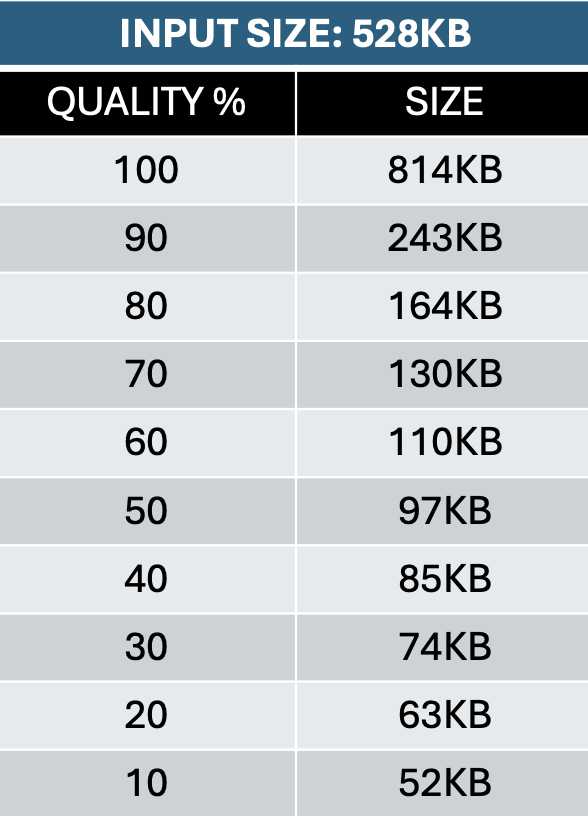 INPUT SIZE: 528KB
QUALITY % SIZE
100 814KB
90 243KB
80 164KB
70 130KB
60 110KB
50 97KB
40 85KB
30 74KB
20 63KB
10 52KB